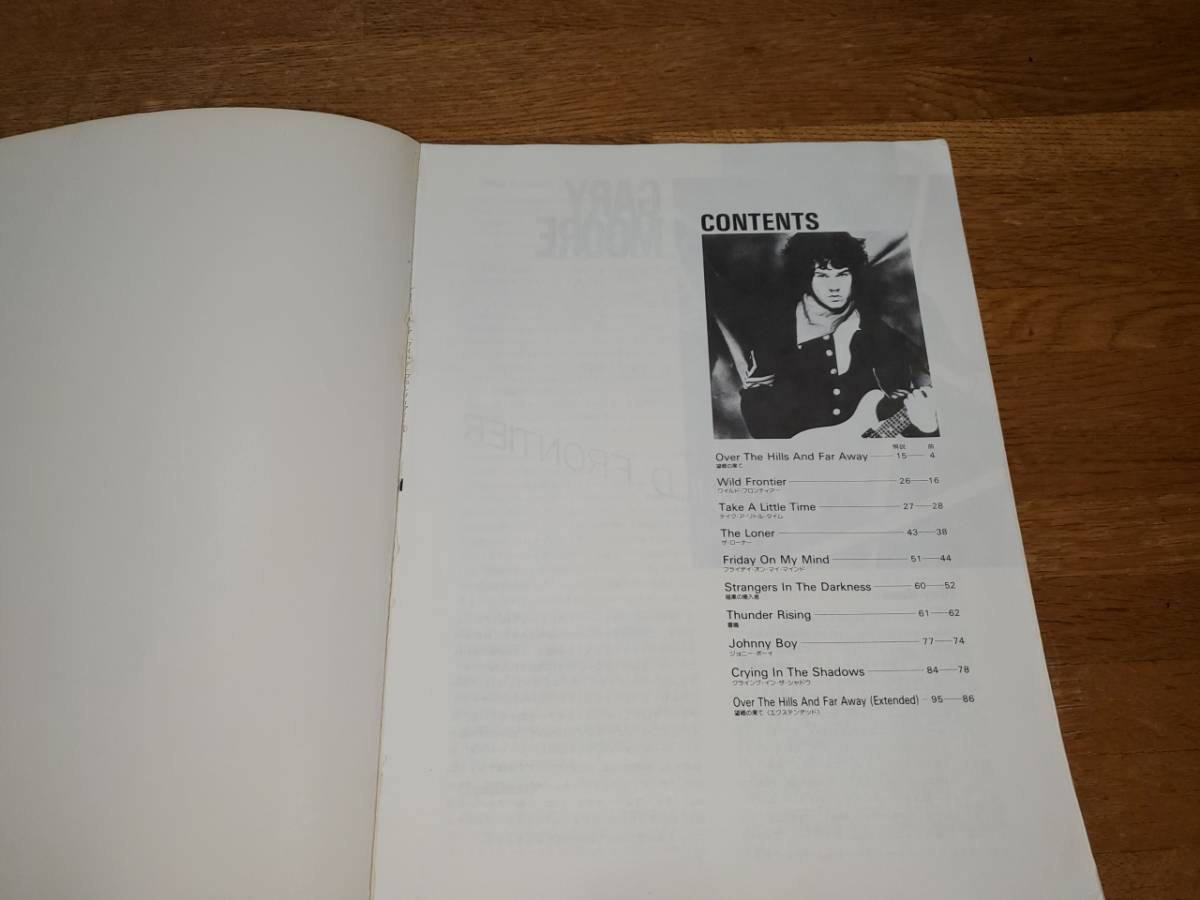 GARY
MOORE
FRONTIER
CONTENTS
解説
Over The Hills And Far Away 15 4
望郷の果て
Wild Frontier 26 16
ワイルド・フロンティアー
Take A Little Time 27 28
テイク・ア・リトル・タイム
The Loner 43 38
ザ・ローナー
Friday On My Mind 51 44
フライデイ・オン・マイ・マインド
Strangers In The Darkness 60 52
暗黒の侵入者
Thunder Rising 61 62
Johnny Boy 77 74
ジョニー・ボーイ
Crying In The Shadows 84 78
クライング・イン・ザ・シャドウ
Over The Hills And Far Away (Extended) 95 86
望郷の果て（エクステンデッド）